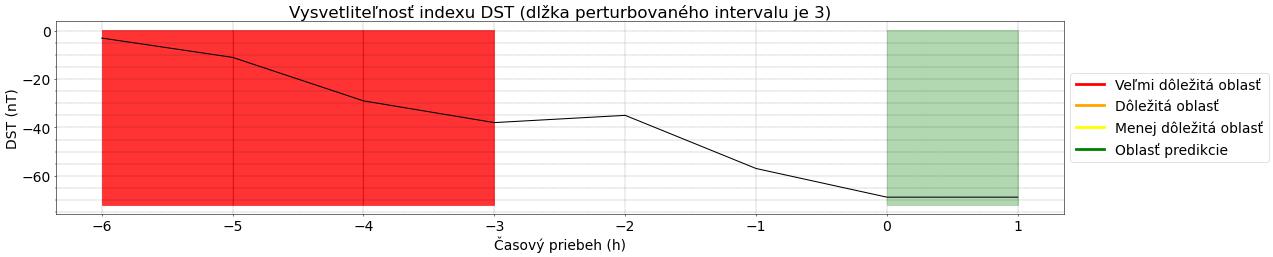 Vysvetliteľnosť indexu DST (dĺžka perturbovaného intervalu je 3)
DST (nT)
0
−20
−40
−60
−6 −5 −4 −3 −2 −1 0 1
Časový priebeh (h)
Veľmi dôležitá oblasť
Dôležitá oblasť
Menej dôležitá oblasť
Oblasť predikcie